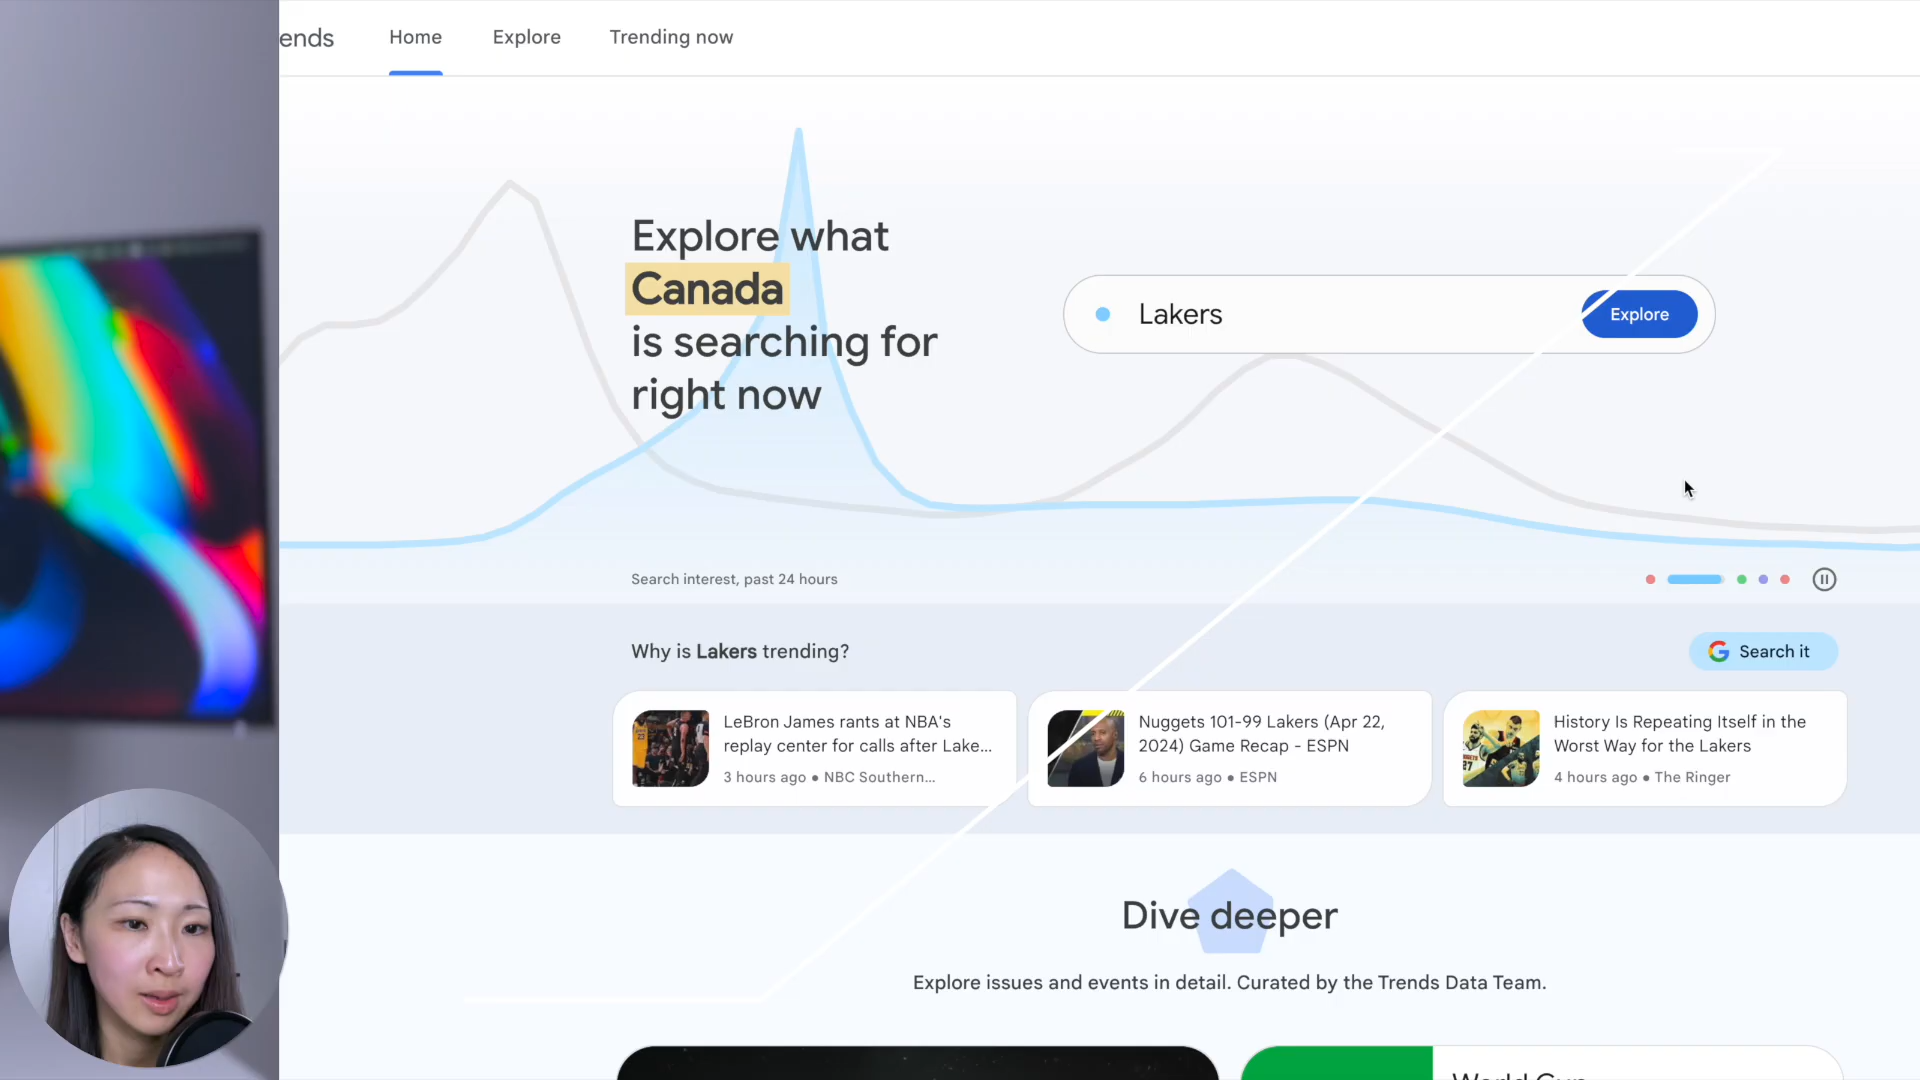 ends
Home
Explore
Trending now
Explore what
Canada
is searching for
right now
Lakers
Explore
Search interest, past 24 hours
Why is Lakers trending?
Search it
LeBron James rants at NBA's
replay center for calls after Lake...
3 hours ago • NBC Southern...
Nuggets 101-99 Lakers (Apr 22,
2024) Game Recap - ESPN
6 hours ago • ESPN
History Is Repeating Itself in the
Worst Way for the Lakers
4 hours ago • The Ringer
Dive deeper
Explore issues and events in detail. Curated by the Trends Data Team.
World Cup